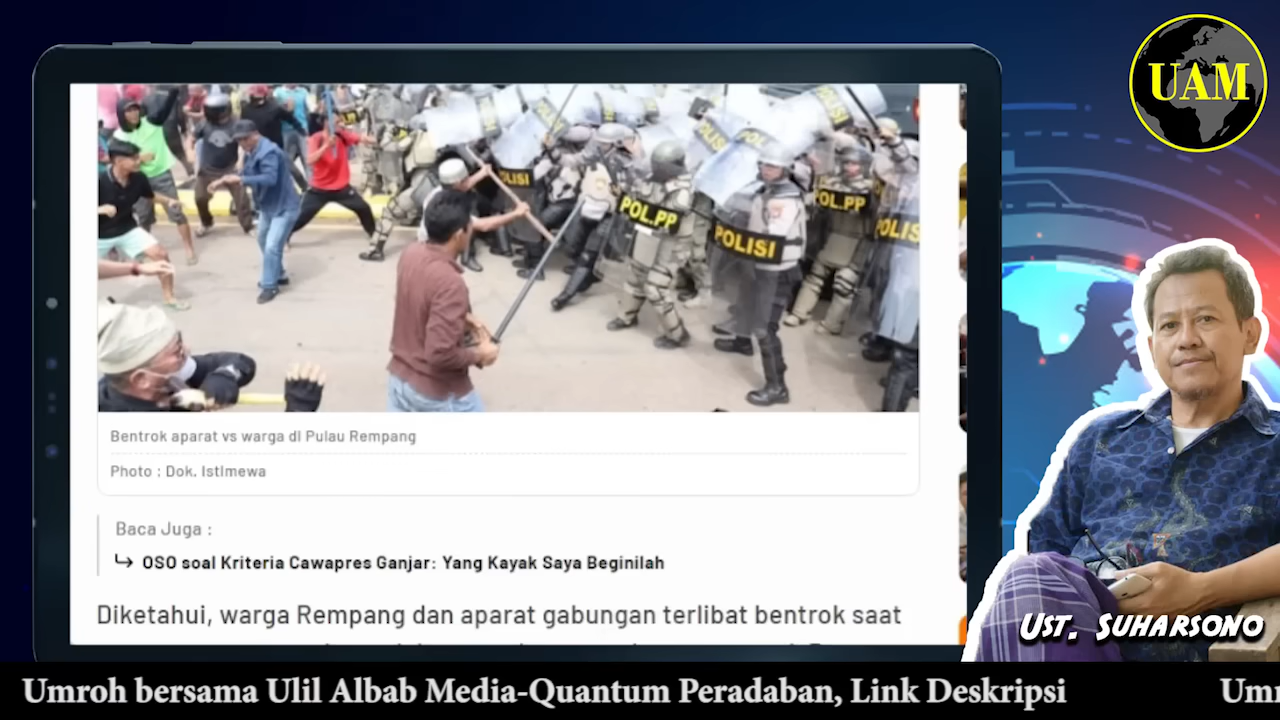 UAM
POLISI
POL.PP
POLISI
POL.PP
POLIS
Bentrok aparat vs warga di Pulau Rempang
Photo : Dok. Istimewa
Baca Juga :
OSO soal Kriteria Cawapres Ganjar: Yang Kayak Saya Beginilah
Diketahui, warga Rempang dan aparat gabungan terlibat bentrok saat
Ust. Suharsono
Umroh bersama Ulil Albab Media-Quantum Peradaban, Link Deskripsi